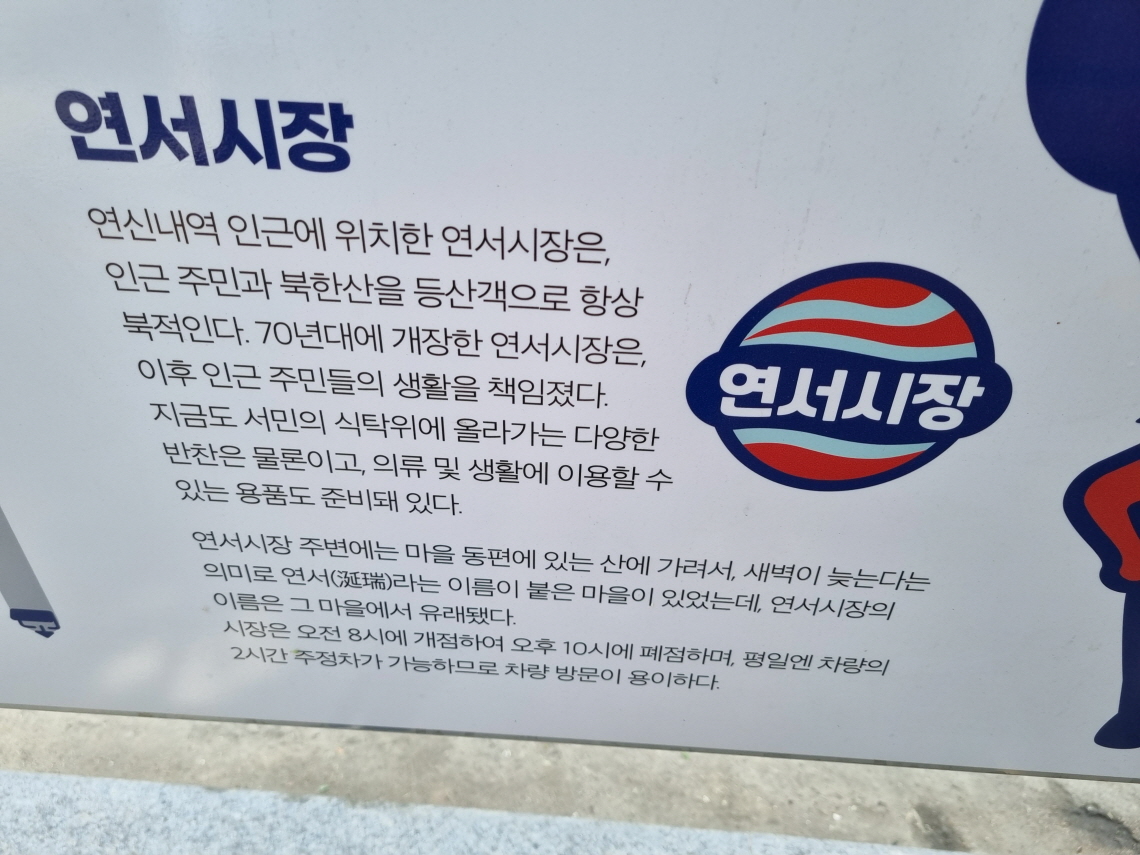 연서시장
연신내역 인근에 위치한 연서시장은,
인근 주민과 북한산을 등산객으로 항상
북적인다. 70년대에 개장한 연서시장은,
이후 인근 주민들의 생활을 책임졌다.
지금도 서민의 식탁위에 올라가는 다양한
반찬은 물론이고, 의류 및 생활에 이용할 수
있는 용품도 준비돼 있다.
연서시장
연서시장 주변에는 마을 동편에 있는 산에 가려서, 새벽이 늦는다는
의미로 연서(涎瑞)라는 이름이 붙은 마을이 있었는데, 연서시장의
이름은 그 마을에서 유래됐다.
시장은 오전 8시에 개점하여 오후 10시에 폐점하며, 평일엔 차량의
2시간 주정차가 가능하므로 차량 방문이 용이하다.